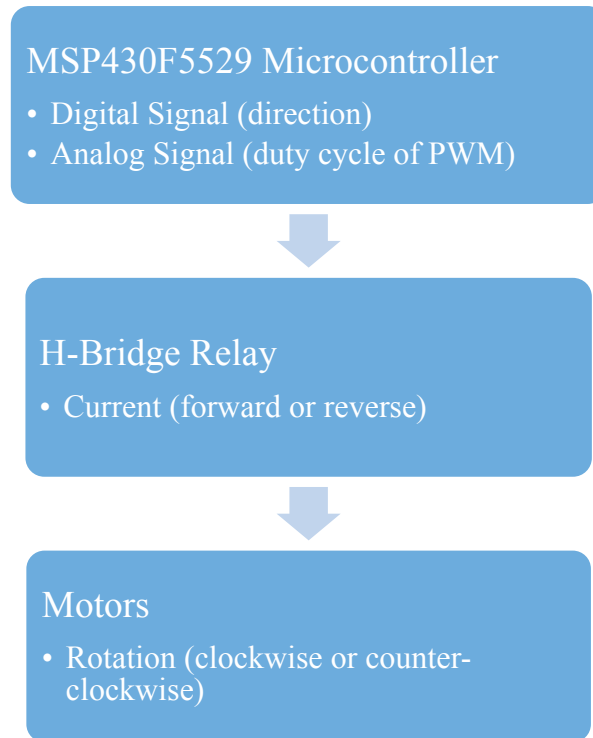 MSP430F5529 Microcontroller
• Digital Signal (direction)
• Analog Signal (duty cycle of PWM)
H-Bridge Relay
• Current (forward or reverse)
Motors
• Rotation (clockwise or counter-
clockwise)